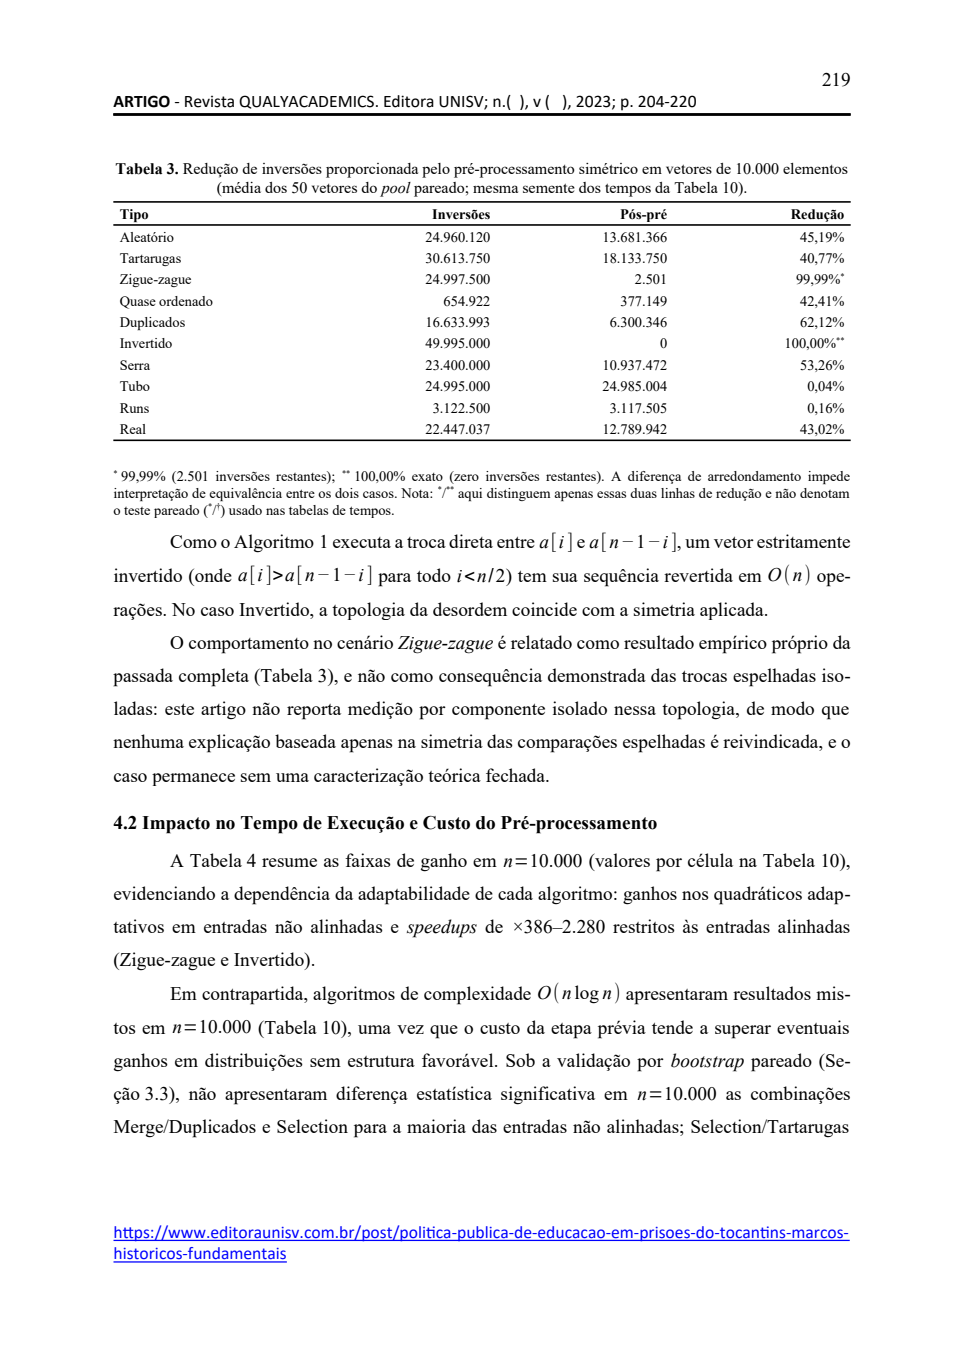 219
ARTIGO - Revista QUALYACADEMICS. Editora UNISV; n.( ), v ( ), 2023; p. 204-220
Tabela 3. Redução de inversões proporcionada pelo pré-processamento simétrico em vetores de 10.000 elementos
(média dos 50 vetores do pool pareado; mesma semente dos tempos da Tabela 10).
Tipo Inversões Pós-pré Redução
Aleatório 24.960.120 13.681.366 45,19%
Tartarugas 30.613.750 18.133.750 40,77%
Zigue-zague 24.997.500 2.501 99,99%*
Quase ordenado 654.922 377.149 42,41%
Duplicados 16.633.993 6.300.346 62,12%
Invertido 49.995.000 0 100,00%**
Serra 23.400.000 10.937.472 53,26%
Tubo 24.995.000 24.985.004 0,04%
Runs 3.122.500 3.117.505 0,16%
Real 22.447.037 12.789.942 43,02%
* 99,99% (2.501 inversões restantes); ** 100,00% exato (zero inversões restantes). A diferença de arredondamento impede
interpretação de equivalência entre os dois casos. Nota: */** aqui distinguem apenas essas duas linhas de redução e não denotam
o teste pareado (*/†) usado nas tabelas de tempos.
Como o Algoritmo 1 executa a troca direta entre a[i] e a[n−1−i], um vetor estritamente
invertido (onde a[i]>a[n−1−i] para todo i<n/2) tem sua sequência revertida em O(n) ope-
rações. No caso Invertido, a topologia da desordem coincide com a simetria aplicada.
O comportamento no cenário Zigue-zague é relatado como resultado empírico próprio da
passada completa (Tabela 3), e não como consequência demonstrada das trocas espelhadas iso-
ladas: este artigo não reporta medição por componente isolado nessa topologia, de modo que
nenhuma explicação baseada apenas na simetria das comparações espelhadas é reivindicada, e o
caso permanece sem uma caracterização teórica fechada.
4.2 Impacto no Tempo de Execução e Custo do Pré-processamento
A Tabela 4 resume as faixas de ganho em n=10.000 (valores por célula na Tabela 10),
evidenciando a dependência da adaptabilidade de cada algoritmo: ganhos nos quadráticos adap-
tativos em entradas não alinhadas e speedups de ×386–2.280 restritos às entradas alinhadas
(Zigue-zague e Invertido).
Em contrapartida, algoritmos de complexidade O(n log n) apresentaram resultados mis-
tos em n=10.000 (Tabela 10), uma vez que o custo da etapa prévia tende a superar eventuais
ganhos em distribuições sem estrutura favorável. Sob a validação por bootstrap pareado (Se-
ção 3.3), não apresentaram diferença estatística significativa em n=10.000 as combinações
Merge/Duplicados e Selection para a maioria das entradas não alinhadas; Selection/Tartarugas
https://www.editoraunisv.com.br/post/politica-publica-de-educacao-em-prisoes-do-tocantins-marcos-
historicos-fundamentais